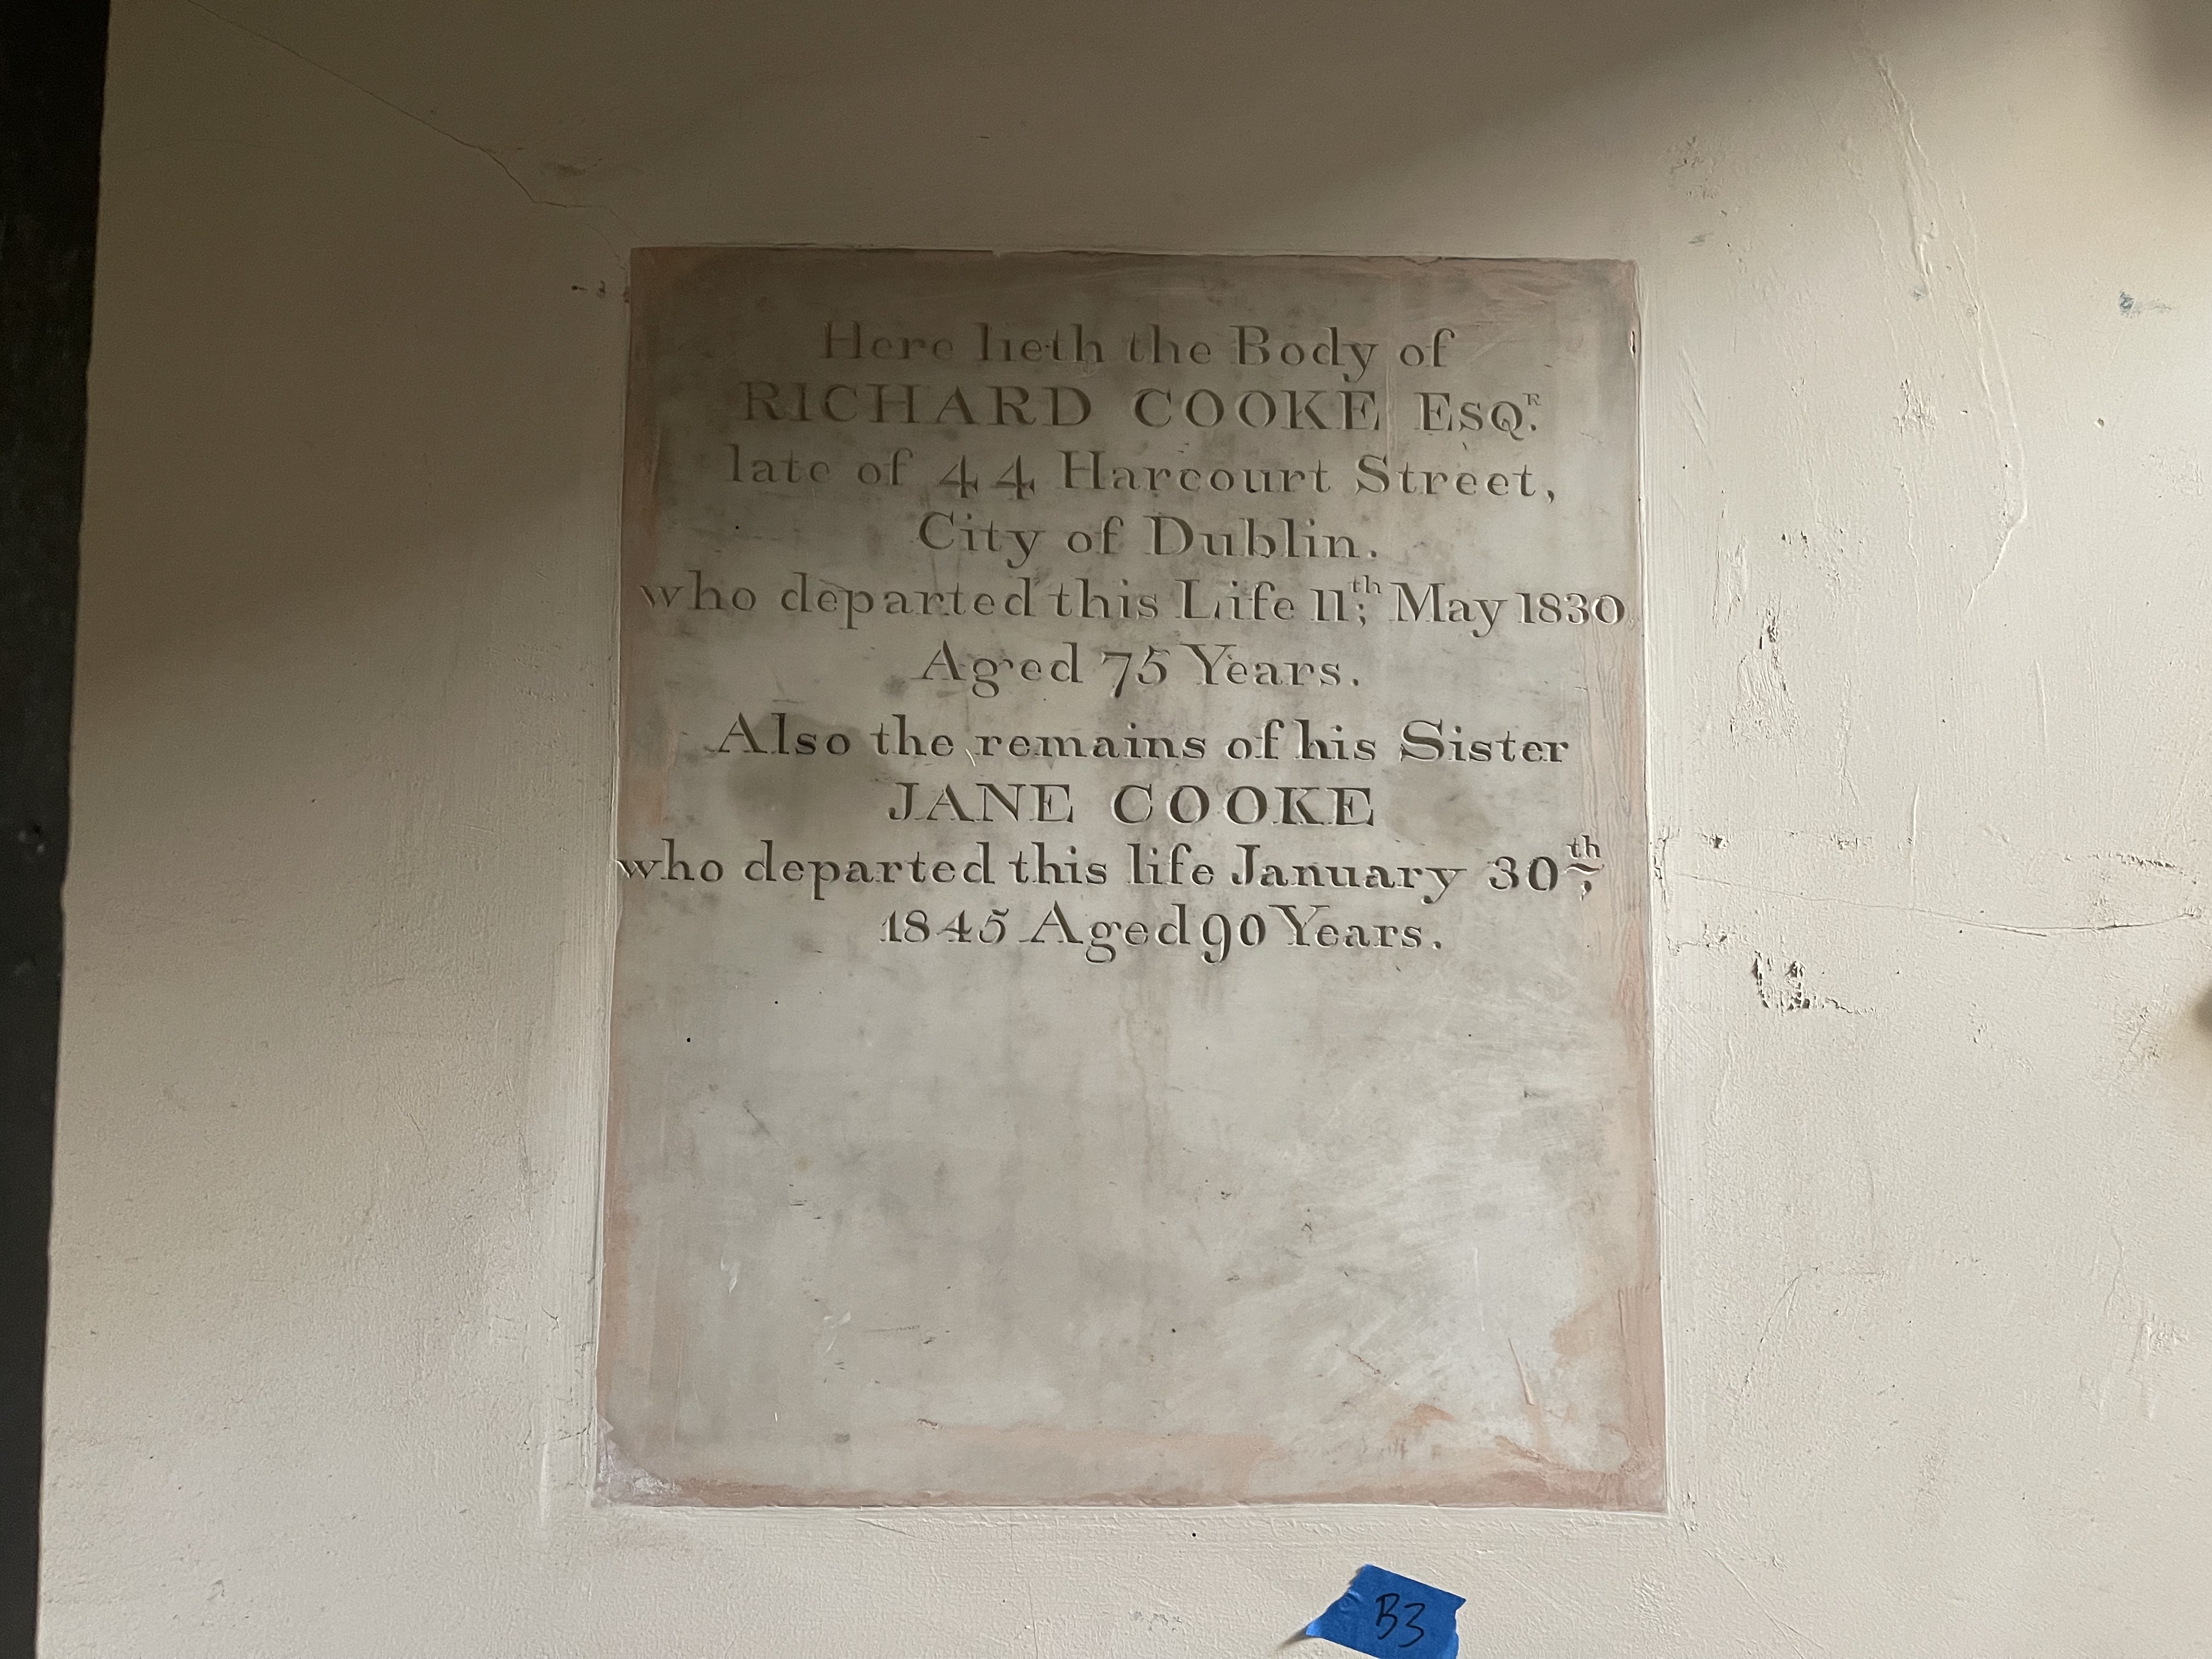 Here lieth the Body of
RICHARD COOKE ESQR.
late of 44 Harcourt Street,
City of Dublin.
who departed this Life 11th; May 1830
Aged 75 Years.
Also the remains of his Sister
JANE COOKE
who departed this life January 30th,
1845 Aged 90 Years.
B3